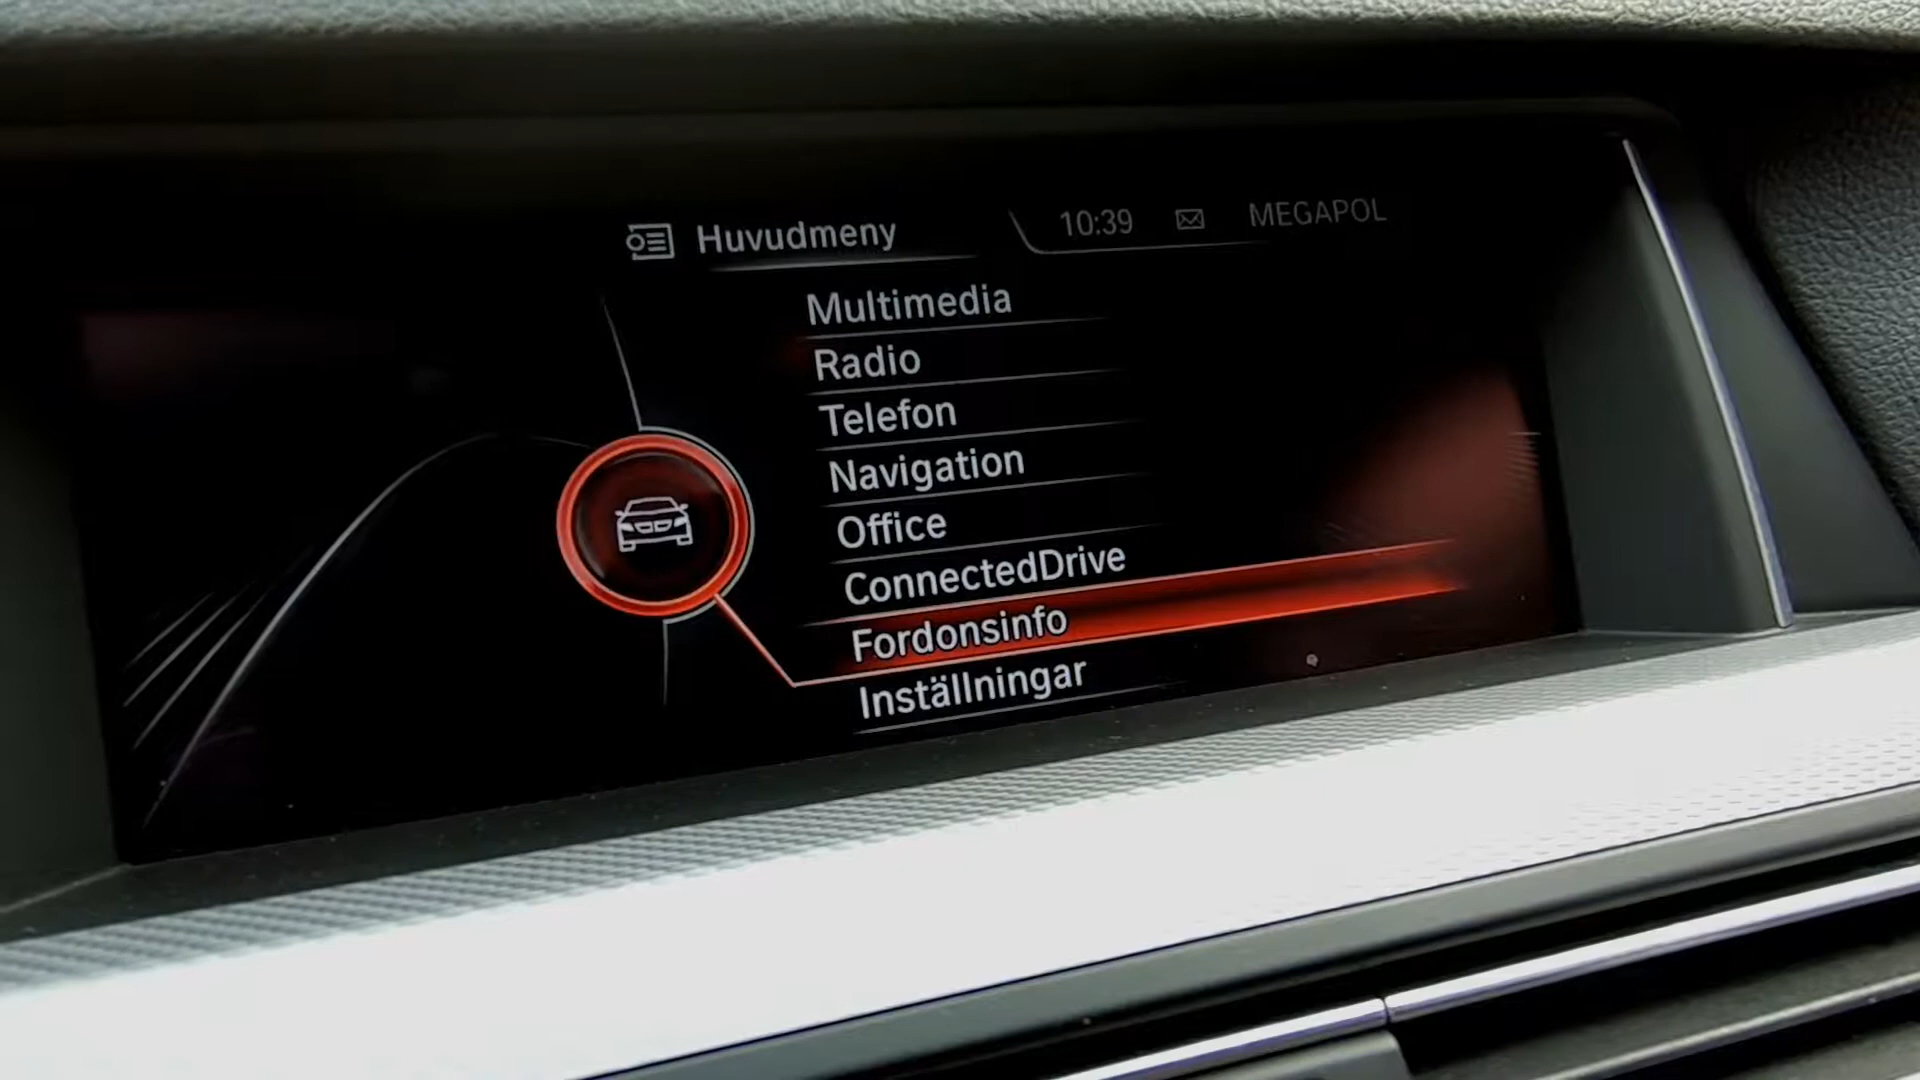 Huvudmeny 10:39 MEGAPOL
Multimedia
Radio
Telefon
Navigation
Office
ConnectedDrive
Fordonsinfo
Inställningar